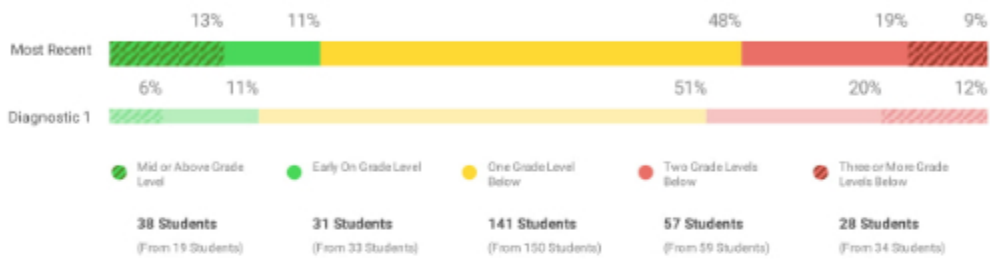 13% 11% 48% 19% 9%
Most Recent
6% 11% 51% 20% 12%
Diagnostic 1
Mid or Above Grade
Level
Early On Grade Level
One Grade Level
Below
Two Grade Levels
Below
Three or More Grade
Levels Below
38 Students
(From 19 Students)
31 Students
(From 33 Students)
141 Students
(From 150 Students)
57 Students
(From 59 Students)
28 Students
(From 34 Students)